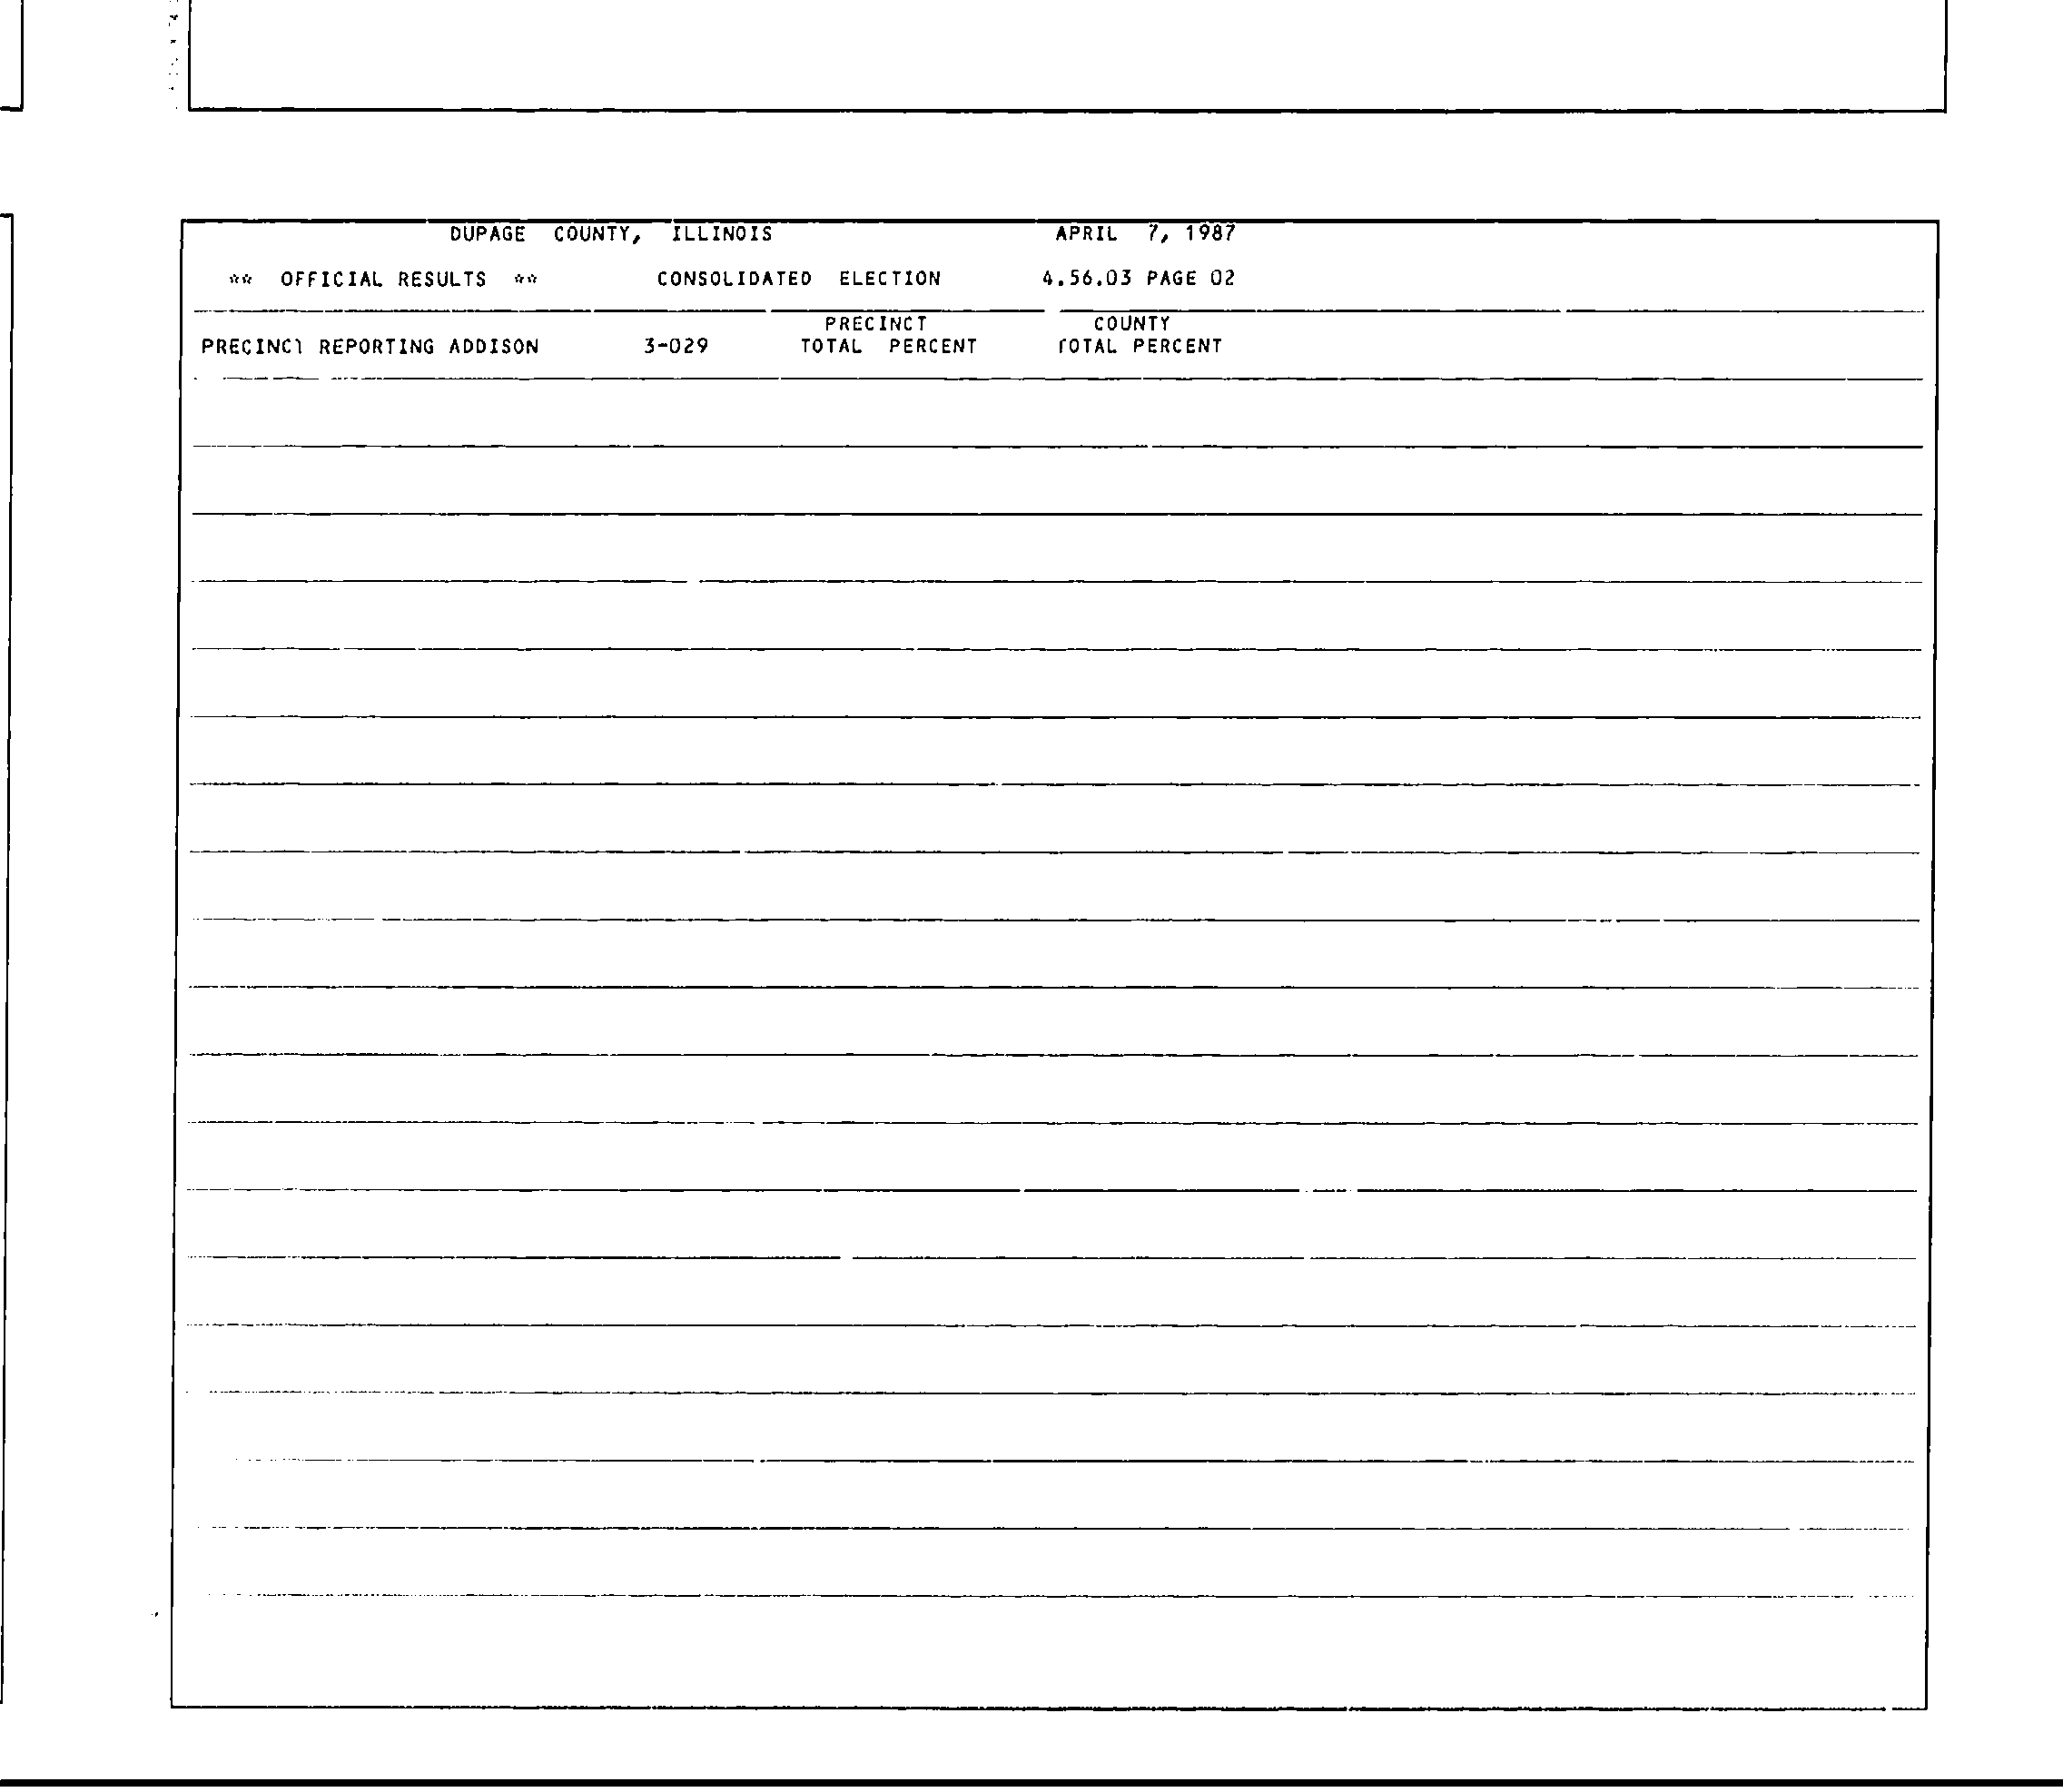 DUPAGE COUNTY, ILLINOIS APRIL 7, 1987
** OFFICIAL RESULTS ** CONSOLIDATED ELECTION 4.56.03 PAGE 02
PRECINCT COUNTY
PRECINCT REPORTING ADDISON 3-029 TOTAL PERCENT TOTAL PERCENT